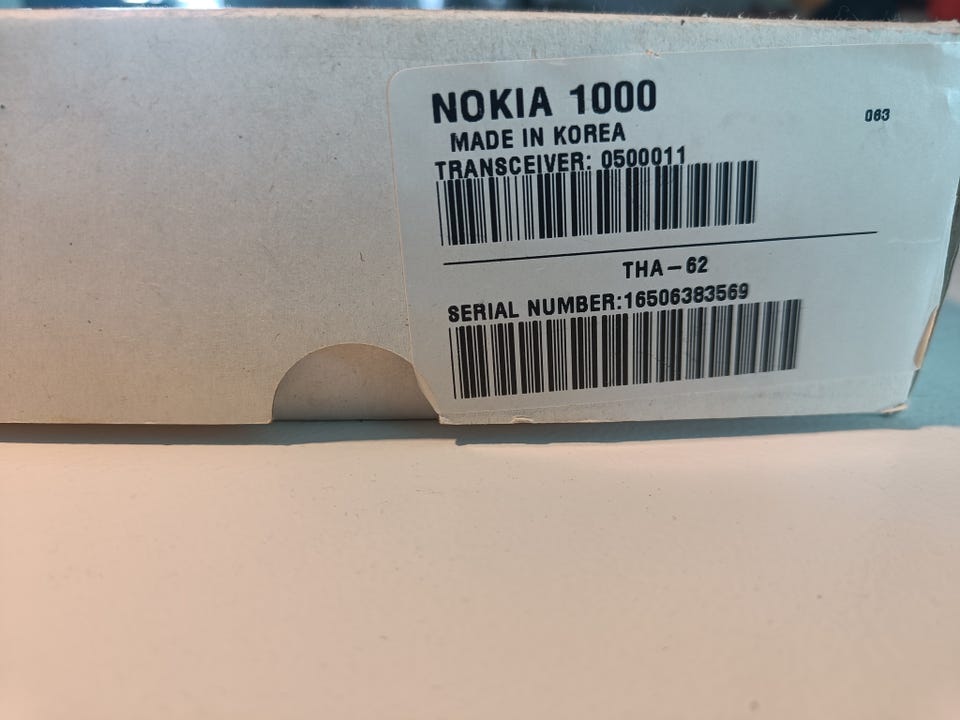 NOKIA 1000
063
MADE IN KOREA
TRANSCEIVER: 0500011
THA-62
SERIAL NUMBER:16506383569